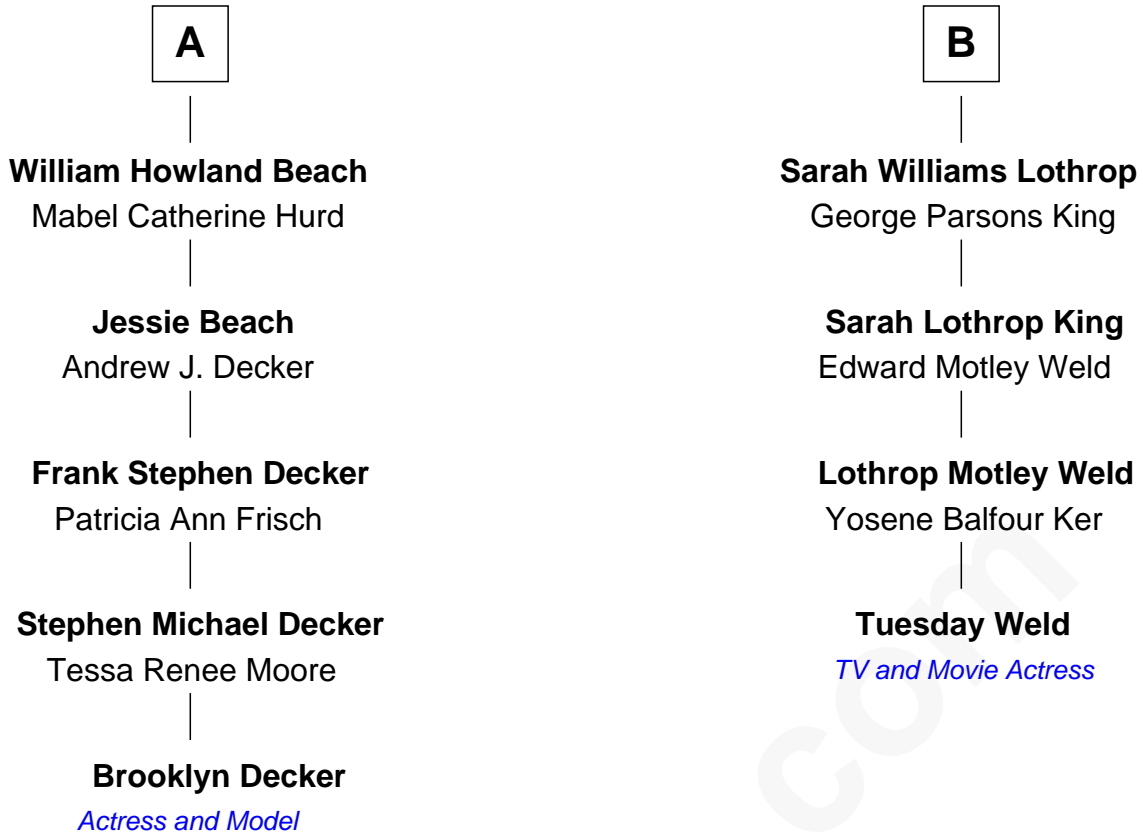 A
William Howland Beach
Mabel Catherine Hurd
Jessie Beach
Andrew J. Decker
Frank Stephen Decker
Patricia Ann Frisch
Stephen Michael Decker
Tessa Renee Moore
Brooklyn Decker
Actress and Model
B
Sarah Williams Lothrop
George Parsons King
Sarah Lothrop King
Edward Motley Weld
Lothrop Motley Weld
Yosene Balfour Ker
Tuesday Weld
TV and Movie Actress
com